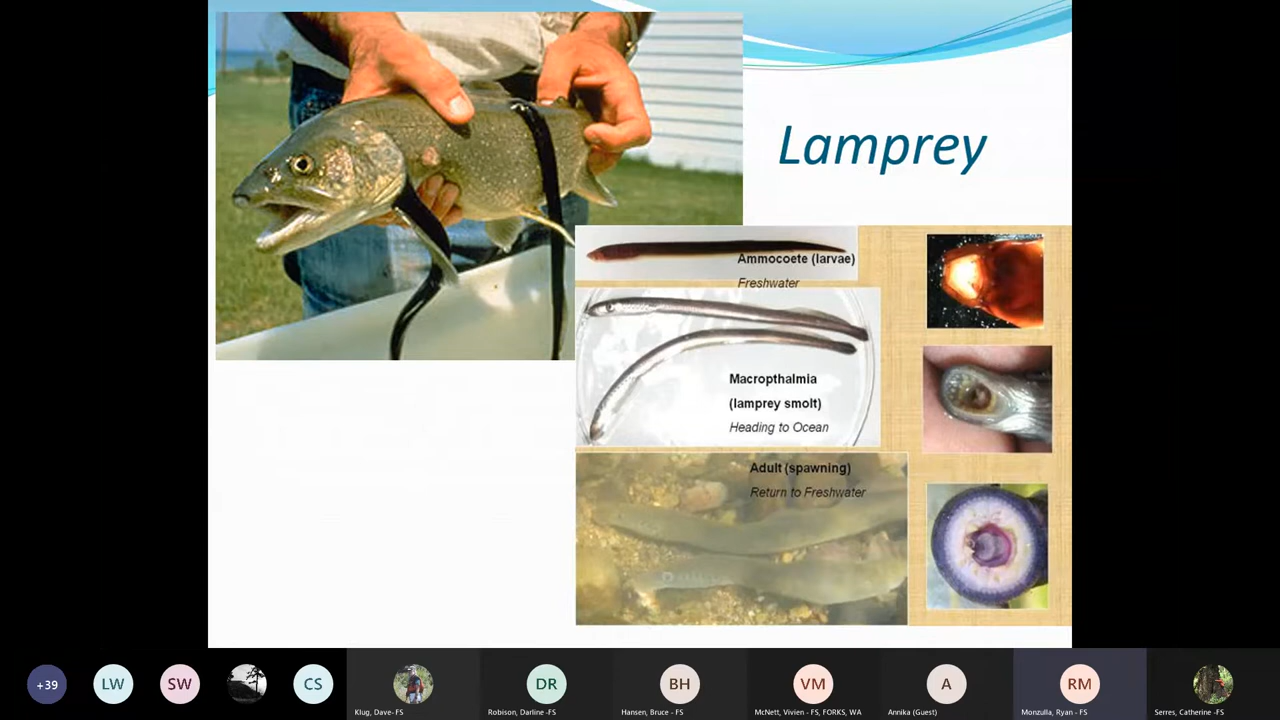 Lamprey
Ammocoete (larvae)
Freshwater
Macropthalmia
(lamprey smolt)
Heading to Ocean
Adult (spawning)
Return to Freshwater
+39
LW
SW
CS
Klug, Dave- FS
DR
Robison, Darline -FS
BH
Hansen, Bruce - FS
VM
McNett, Vivien - FS, FORKS, WA
A
Annika (Guest)
RM
Monzulla, Ryan - FS
Serres, Catherine -FS